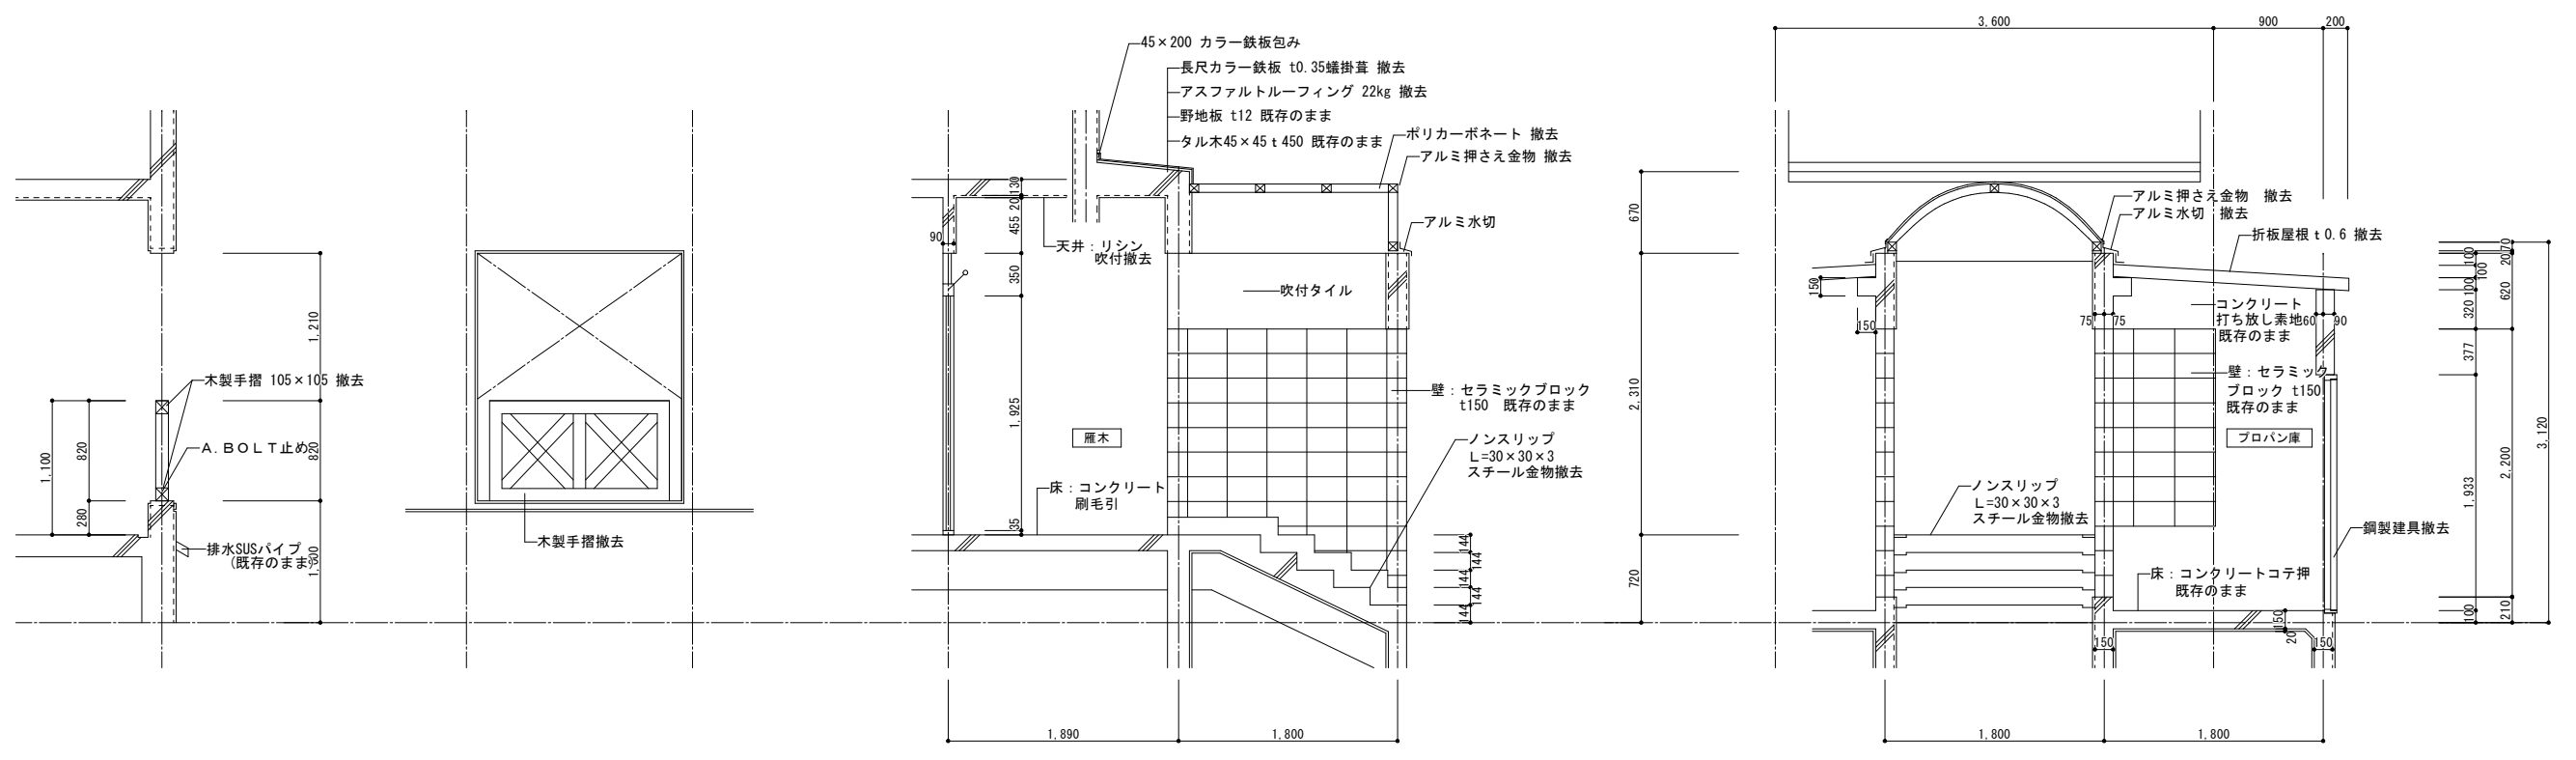 1,210
木製手摺 105×105 撤去
820
1,100
820
A.BOLT止め
280
排水SUSパイプ
(既存のまま)
1,000
木製手摺撤去
45×200 カラー鉄板包み
長尺カラー鉄板 t0.35蟻掛葺 撤去
アスファルトルーフィング 22kg 撤去
野地板 t12 既存のまま
タル木45×45ｔ450 既存のまま
ポリカーボネート 撤去
アルミ押さえ金物 撤去
130
20
455
90
天井：リシン
吹付撤去
アルミ水切
350
吹付タイル
1,925
壁：セラミックブロック
t150 既存のまま
雁木
ノンスリップ
L=30×30×3
スチール金物撤去
床：コンクリート
刷毛引
35
144
144
144
144
144
1,890
1,800
670
2,310
720
3,600
900
200
アルミ押さえ金物 撤去
アルミ水切 撤去
折板屋根ｔ0.6 撤去
150
150
75
75
コンクリート
打ち放し素地
既存のまま
60
90
壁：セラミック
ブロック t150
既存のまま
プロパン庫
ノンスリップ
L=30×30×3
スチール金物撤去
鋼製建具撤去
床：コンクリートコテ押
既存のまま
150
20
150
150
1,800
1,800
100
100
100
320
377
1,933
100
70
20
620
2,200
210
3,120